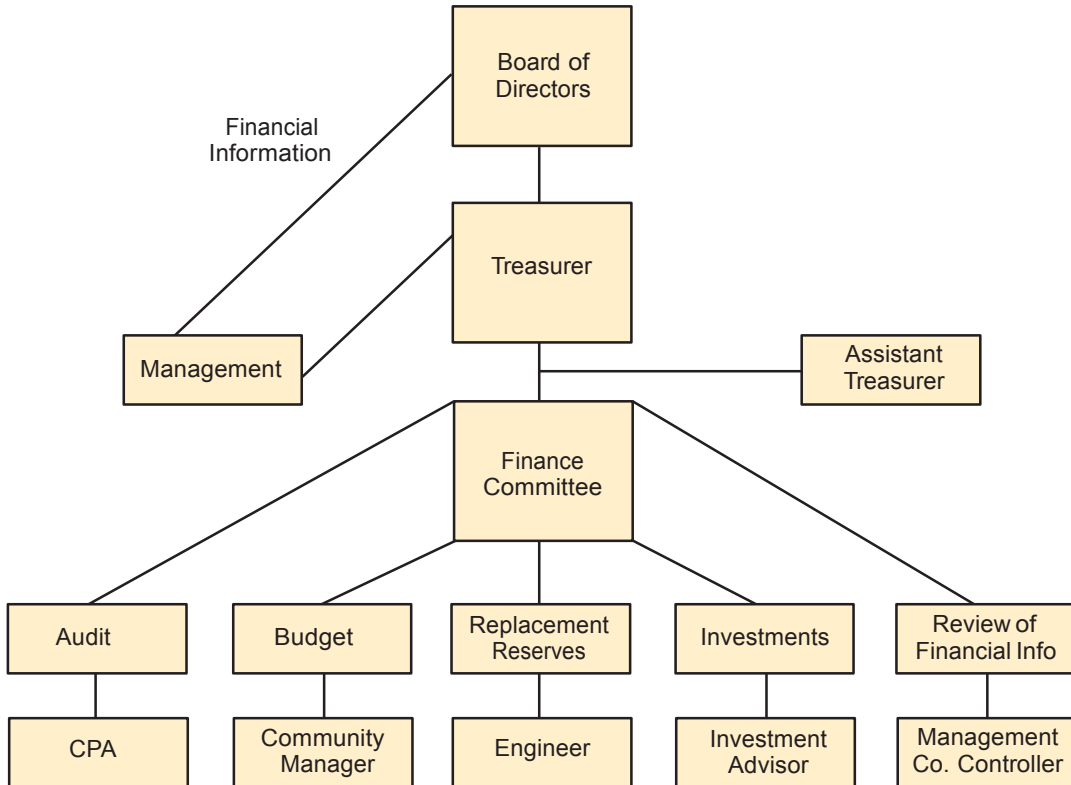 Board of
Directors
Financial
Information
Treasurer
Management
Assistant
Treasurer
Finance
Committee
Audit
Budget
Replacement
Reserves
Investments
Review of
Financial Info
CPA
Community
Manager
Engineer
Investment
Advisor
Management
Co. Controller